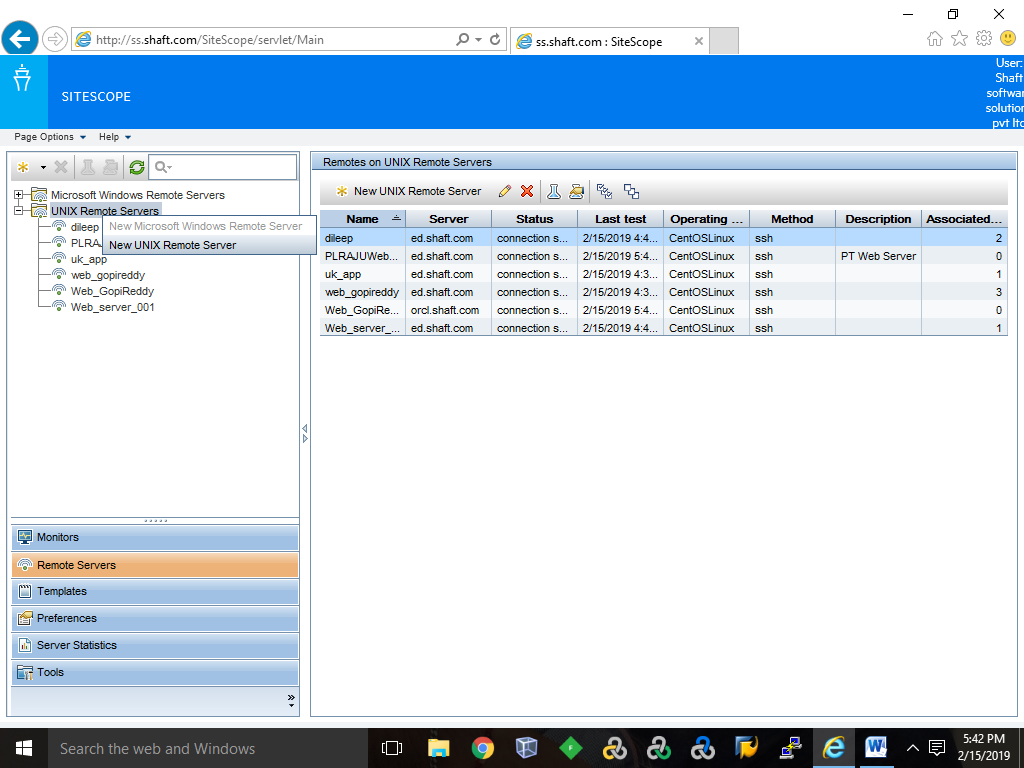 http://ss.shaft.com/SiteScope/servlet/Main
ss.shaft.com : SiteScope
SITESCOPE
User:
Shaft
softwar
solution
pvt ltd
Page Options
Help
Microsoft Windows Remote Servers
UNIX Remote Servers
dileep
PLRAJ
uk_app
web_gopireddy
Web_GopiReddy
Web_server_001
New Microsoft Windows Remote Server
New UNIX Remote Server
Monitors
Remote Servers
Templates
Preferences
Server Statistics
Tools
Remotes on UNIX Remote Servers
New UNIX Remote Server
Name Server Status Last test Operating ... Method Description Associated...
dileep ed.shaft.com connection s... 2/15/2019 4:4... CentOSLinux ssh 2
PLRAJUWeb... ed.shaft.com connection s... 2/15/2019 5:4... CentOSLinux ssh PT Web Server 0
uk_app ed.shaft.com connection s... 2/15/2019 4:3... CentOSLinux ssh 1
web_gopireddy ed.shaft.com connection s... 2/15/2019 4:3... CentOSLinux ssh 3
Web_GopiRe... orcl.shaft.com connection s... 2/15/2019 5:4... CentOSLinux ssh 0
Web_server_... ed.shaft.com connection s... 2/15/2019 4:4... CentOSLinux ssh 1
Search the web and Windows
5:42 PM
2/15/2019